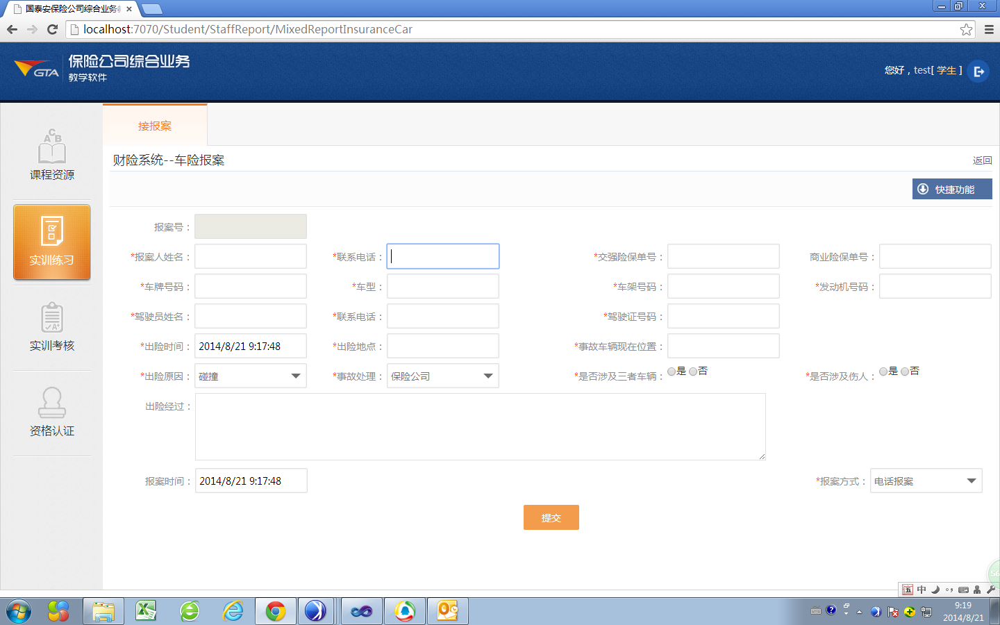 国泰安保险公司综合业务
localhost:7070/Student/StaffReport/MixedReportInsuranceCar
GTA
保险公司综合业务
教学软件
您好，test[ 学生 ]
课程资源
实训练习
实训考核
资格认证
接报案
财险系统--车险报案
返回
快捷功能
报案号：
*报案人姓名： *联系电话： *交强险保单号： 商业险保单号：
*车牌号码： *车型： *车架号码： *发动机号码：
*驾驶员姓名： *联系电话： *驾驶证号码：
*出险时间： 2014/8/21 9:17:48 *出险地点： *事故车辆现在位置：
*出险原因： 碰撞 *事故处理： 保险公司 *是否涉及三者车辆： 是 否 *是否涉及伤人： 是 否
出险经过：
报案时间： 2014/8/21 9:17:48 *报案方式： 电话报案
提交
56
五 中
9:19
2014/8/21